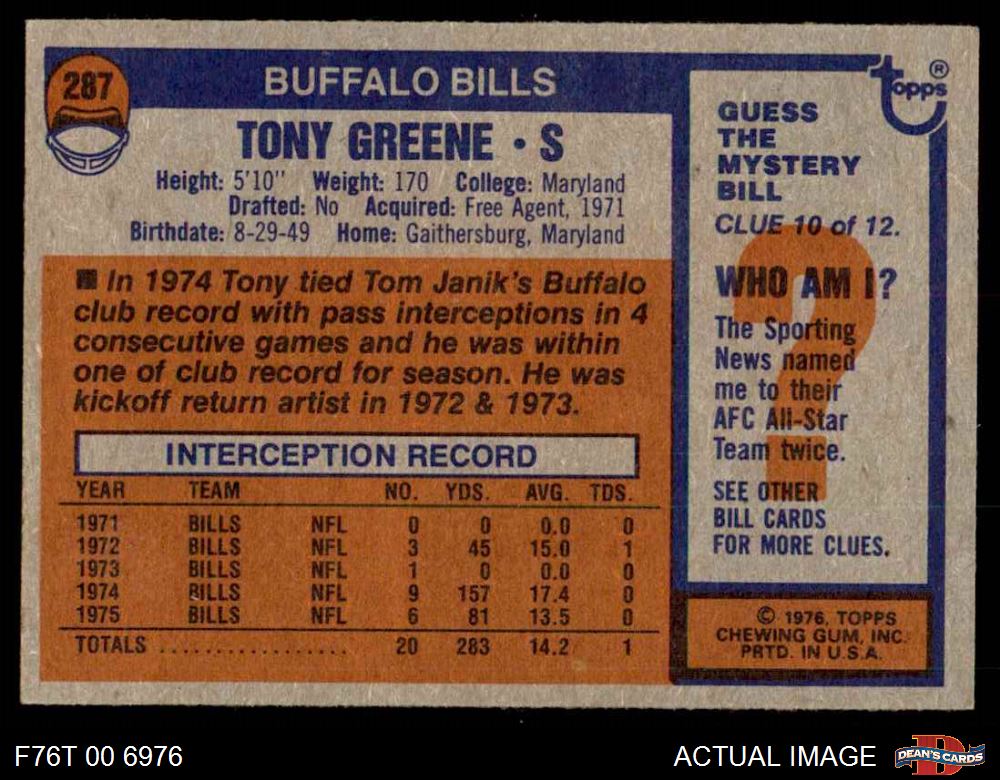 287
BUFFALO BILLS
TONY GREENE • S
Height: 5'10" Weight: 170 College: Maryland
Drafted: No Acquired: Free Agent, 1971
Birthdate: 8-29-49 Home: Gaithersburg, Maryland
■ In 1974 Tony tied Tom Janik's Buffalo
club record with pass interceptions in 4
consecutive games and he was within
one of club record for season. He was
kickoff return artist in 1972 & 1973.
INTERCEPTION RECORD
YEAR TEAM NO. YDS. AVG. TDS.
1971 BILLS NFL 0 0 0.0 0
1972 BILLS NFL 3 45 15.0 1
1973 BILLS NFL 1 0 0.0 0
1974 BILLS NFL 9 157 17.4 0
1975 BILLS NFL 6 81 13.5 0
TOTALS .................. 20 283 14.2 1
Topps ®
GUESS
THE
MYSTERY
BILL
CLUE 10 of 12.
?
WHO AM I?
The Sporting
News named
me to their
AFC All-Star
Team twice.
SEE OTHER
BILL CARDS
FOR MORE CLUES.
© 1976, TOPPS
CHEWING GUM, INC.
PRTD. IN U.S.A.
F76T 00 6976
ACTUAL IMAGE
D
DEAN'S CARDS